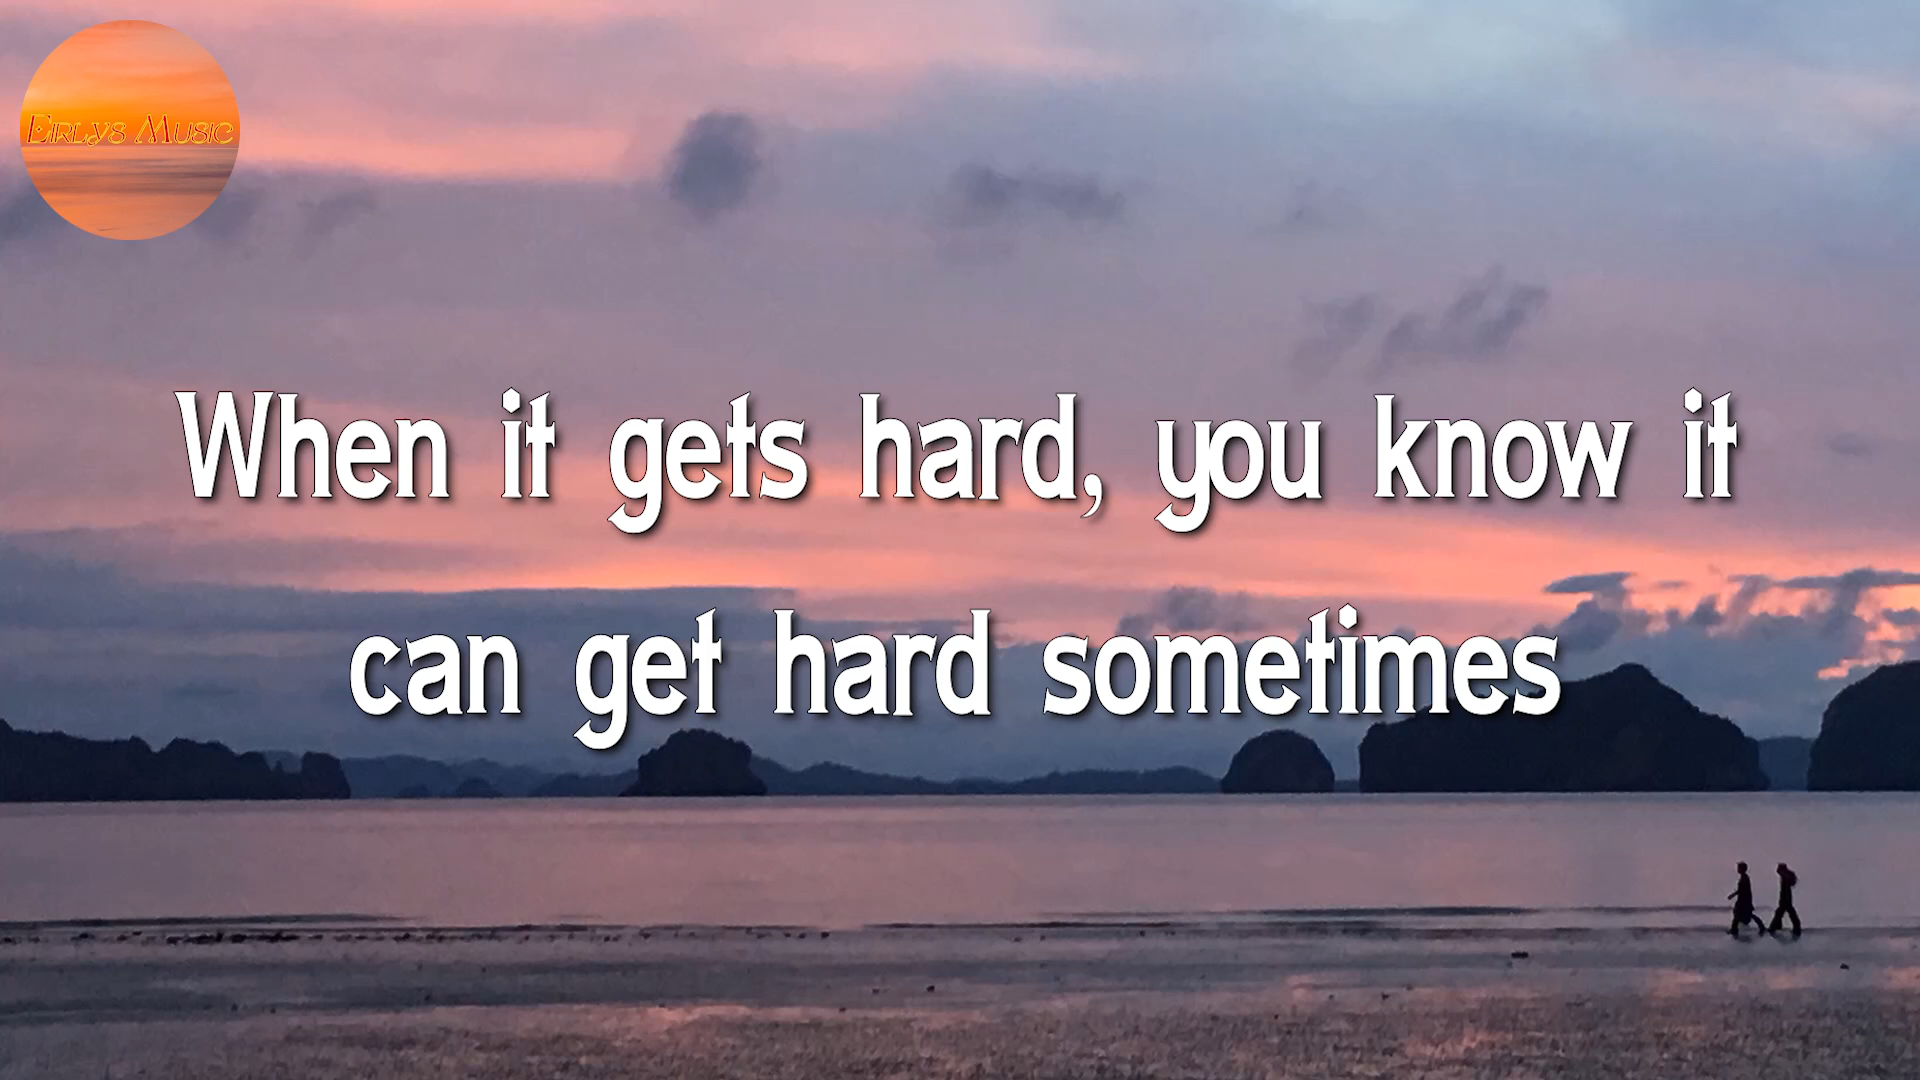 Eirlys Music
When it gets hard, you know it
can get hard sometimes